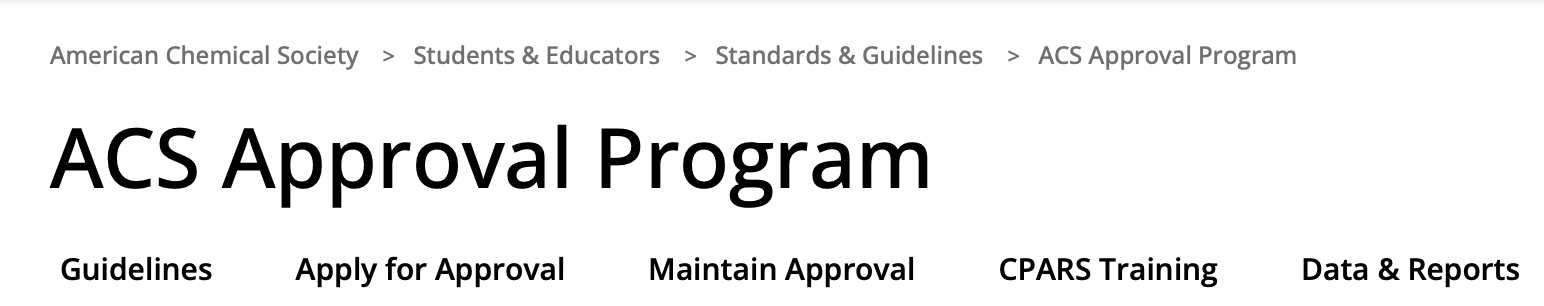 American Chemical Society > Students & Educators > Standards & Guidelines > ACS Approval Program
ACS Approval Program
Guidelines Apply for Approval Maintain Approval CPARS Training Data & Reports